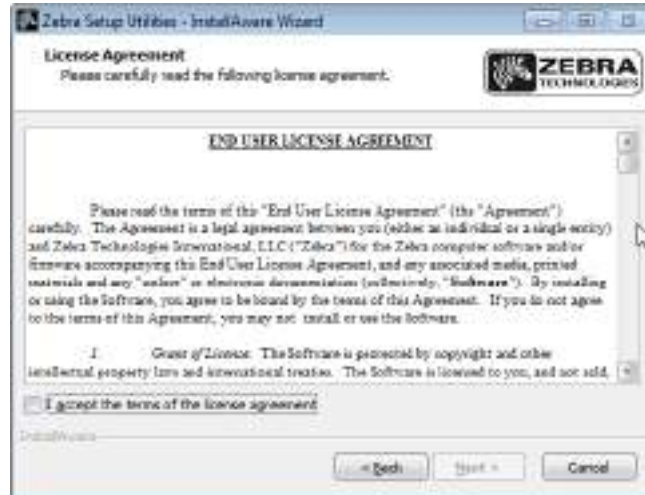 Zebra Setup Utilities - InstallAware Wizard
License Agreement
Please carefully read the following license agreement.
ZEBRA
TECHNOLOGIES
END USER LICENSE AGREEMENT
Please read the terms of this "End User License Agreement" (the "Agreement")
carefully. The Agreement is a legal agreement between you (either an individual or a single entity)
and Zebra Technologies International, LLC ("Zebra") for the Zebra computer software and/or
firmware accompanying this End User License Agreement, and any associated media, printed
materials and any "online" or electronic documentation (collectively, "Software"). By installing
or using the Software, you agree to be bound by the terms of this Agreement. If you do not agree
to the terms of this Agreement, you may not install or use the Software.
1. Grant of License. The Software is protected by copyright and other
intellectual property laws and international treaties. The Software is licensed to you, and not sold,
I accept the terms of the license agreement
InstallAware
< Back
Next >
Cancel